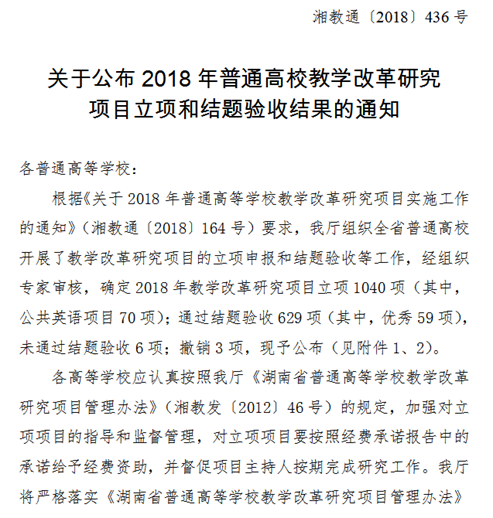 湘教通〔2018〕436 号
关于公布 2018 年普通高校教学改革研究
项目立项和结题验收结果的通知
各普通高等学校：
根据《关于 2018 年普通高等学校教学改革研究项目实施工作
的通知》（湘教通〔2018〕164 号）要求，我厅组织全省普通高校
开展了教学改革研究项目的立项申报和结题验收等工作，经组织
专家审核，确定 2018 年教学改革研究项目立项 1040 项（其中，
公共英语项目 70 项）；通过结题验收 629 项（其中，优秀 59 项），
未通过结题验收 6 项；撤销 3 项，现予公布（见附件 1、2）。
各高等学校应认真按照我厅《湖南省普通高等学校教学改革
研究项目管理办法》（湘教发〔2012〕46 号）的规定，加强对立
项项目的指导和监督管理，对立项项目要按照经费承诺报告中的
承诺给予经费资助，并督促项目主持人按期完成研究工作。我厅
将严格落实《湖南省普通高等学校教学改革研究项目管理办法》